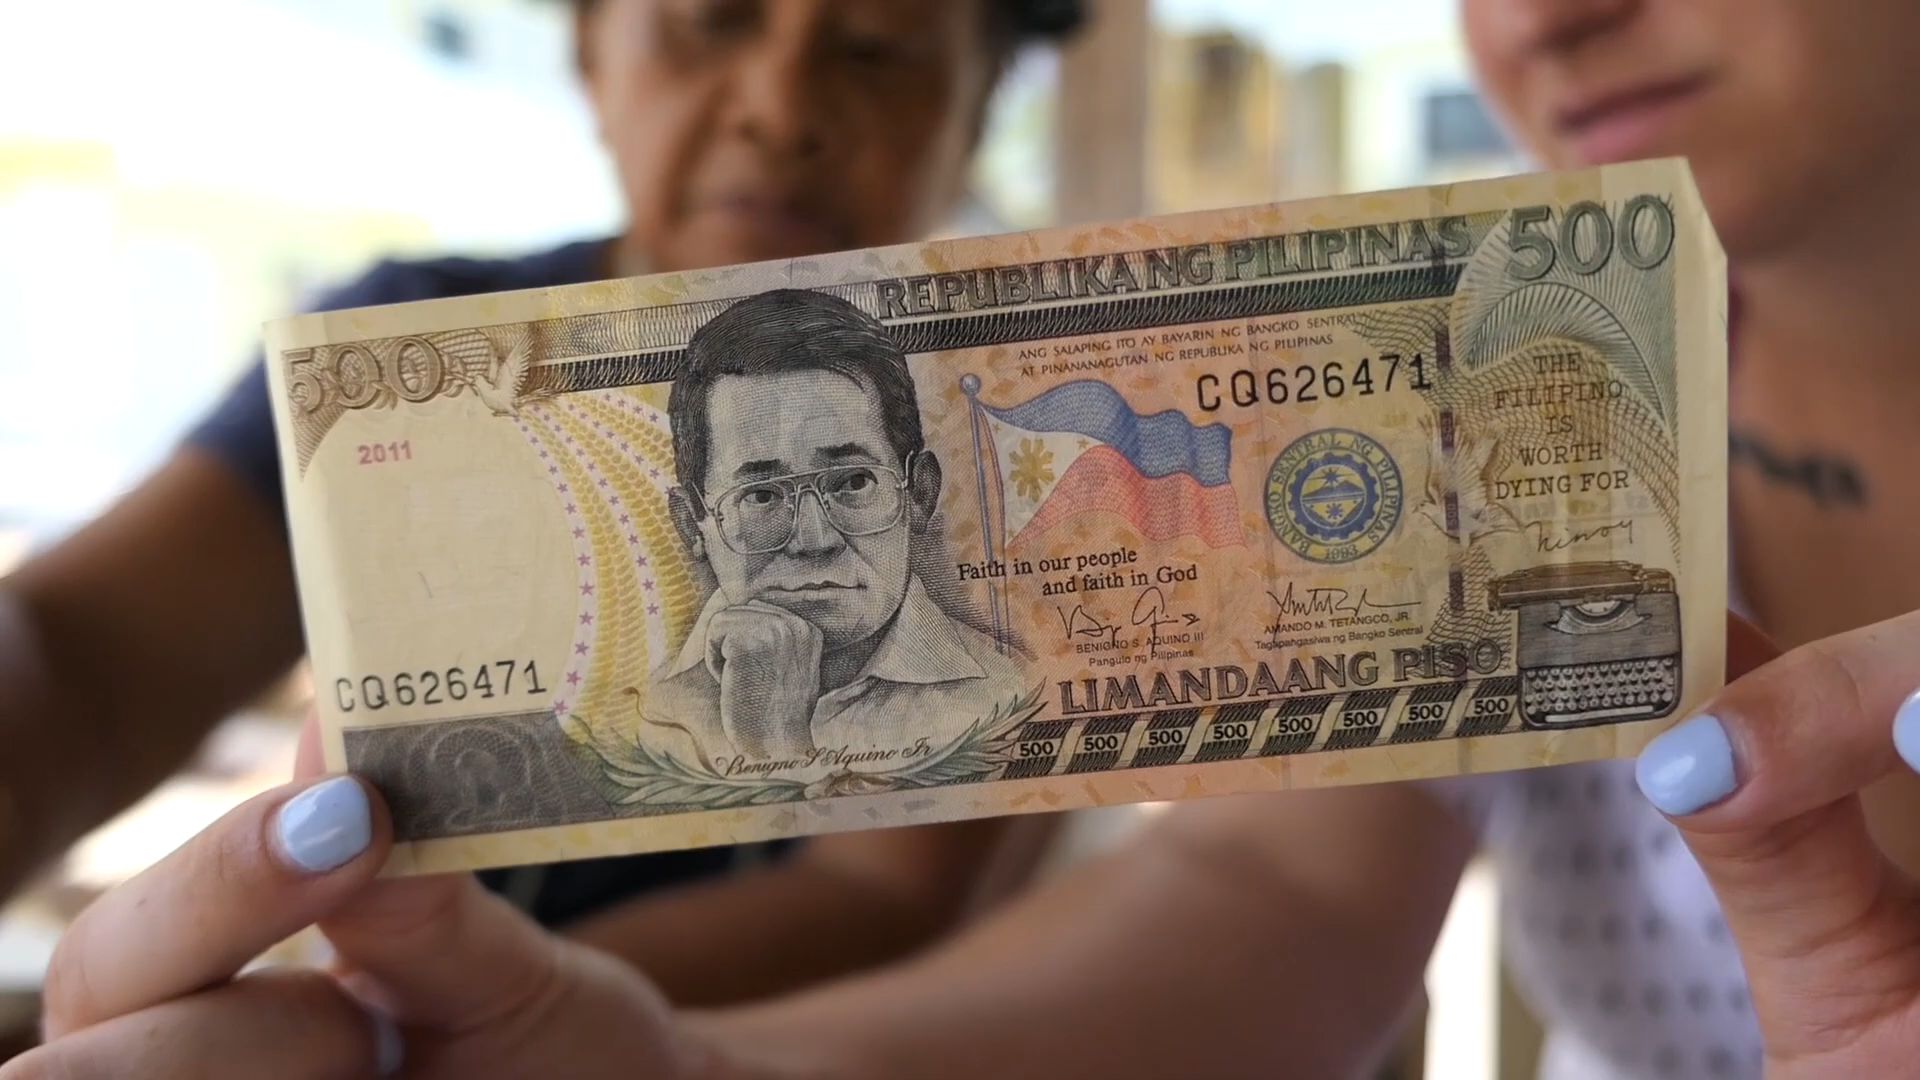 REPUBLIKA NG PILIPINAS
500
500
ANG SALAPING ITO AY BAYARIN NG BANGKO SENTRAL
AT PINANANAGUTAN NG REPUBLIKA NG PILIPINAS
CQ626471
2011
THE
FILIPINO
IS
WORTH
DYING FOR
Ninoy
BANGKO SENTRAL NG PILIPINAS
1993
Faith in our people
and faith in God
BENIGNO S. AQUINO III
Pangulo ng Pilipinas
AMANDO M. TETANGCO, JR.
Tagapangasiwa ng Bangko Sentral
LIMANDAANG PISO
CQ626471
Benigno S Aquino Jr
500 500 500 500 500 500 500 500